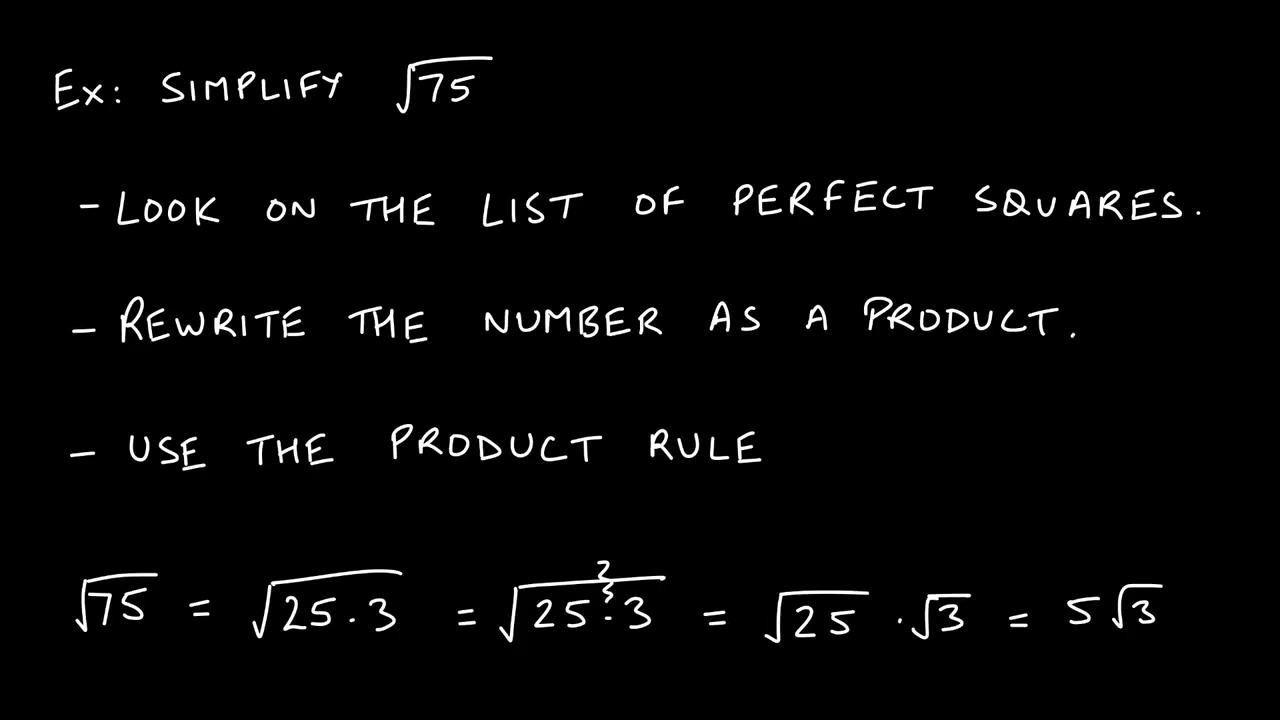 Ex: SIMPLIFY √75
- LOOK ON THE LIST OF PERFECT SQUARES.
- REWRITE THE NUMBER AS A PRODUCT.
- USE THE PRODUCT RULE
√75 = √25·3 = √25·3 = √25 · √3 = 5√3